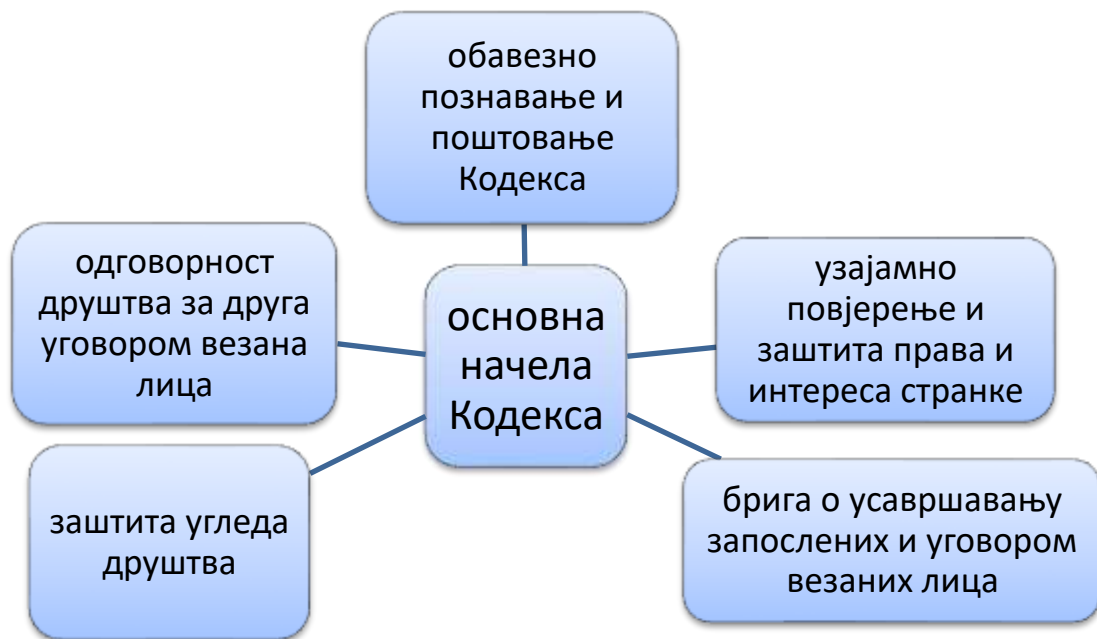 обавезно
познавање и
поштовање
Кодекса
одговорност
друштва за друга
уговором везана
лица
основна
начела
Кодекса
узајамно
повјерење и
заштита права и
интереса странке
заштита угледа
друштва
брига о усавршавању
запослених и уговором
везаних лица